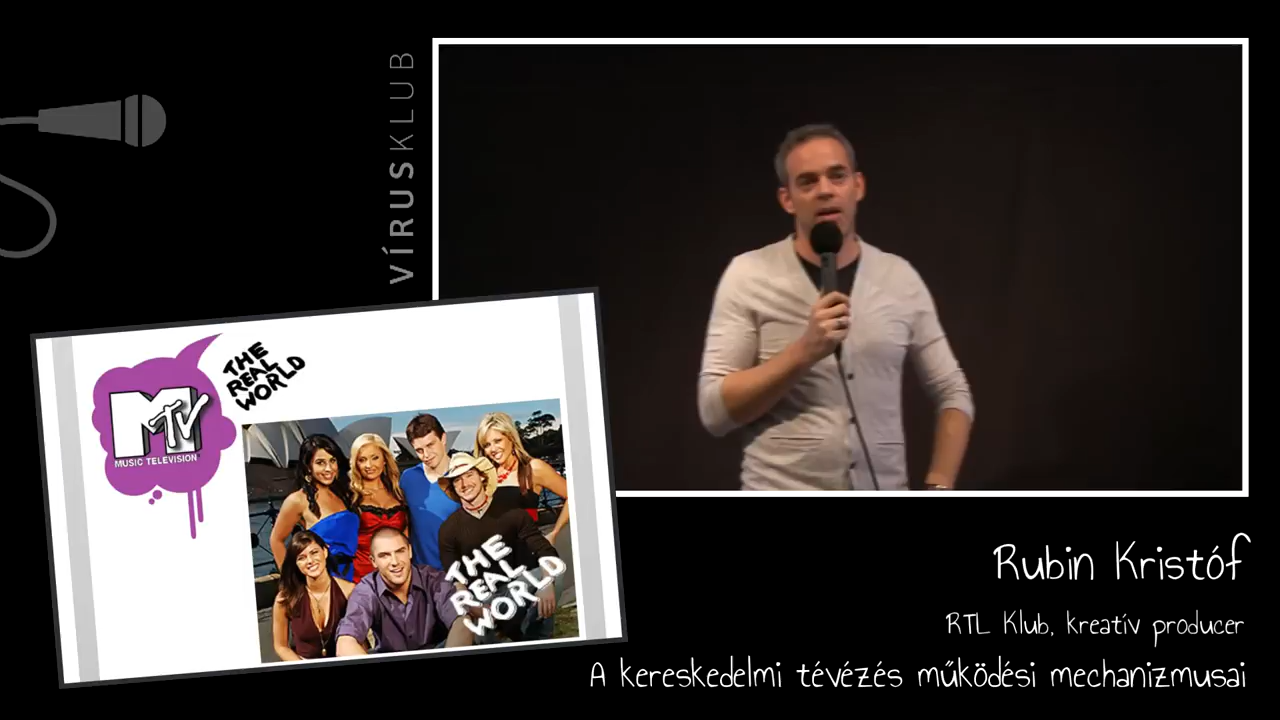 VÍRUSKLUB
MTV
MUSIC TELEVISION
THE
REAL
WORLD
THE
REAL
WORLD
Rubin Kristóf
RTL Klub, kreatív producer
A kereskedelmi tévézés működési mechanizmusai